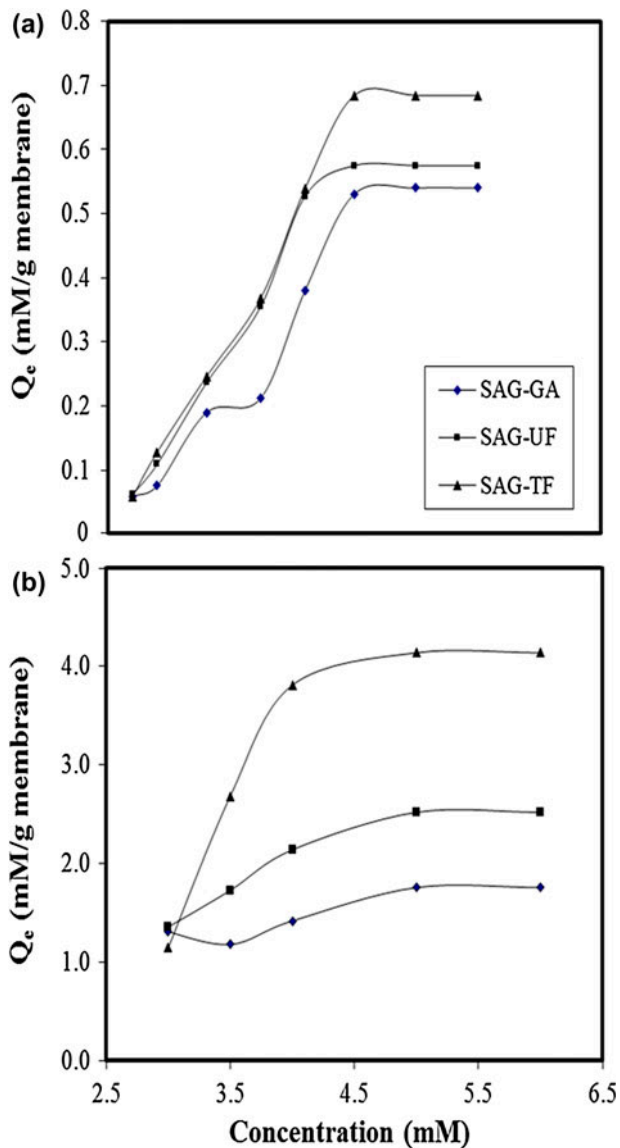 (a)
Qe (mM/g membrane)
0.8
0.7
0.6
0.5
0.4
0.3
0.2
0.1
0
SAG-GA
SAG-UF
SAG-TF
(b)
Qe (mM/g membrane)
5.0
4.0
3.0
2.0
1.0
0.0
2.5 3.5 4.5 5.5 6.5
Concentration (mM)